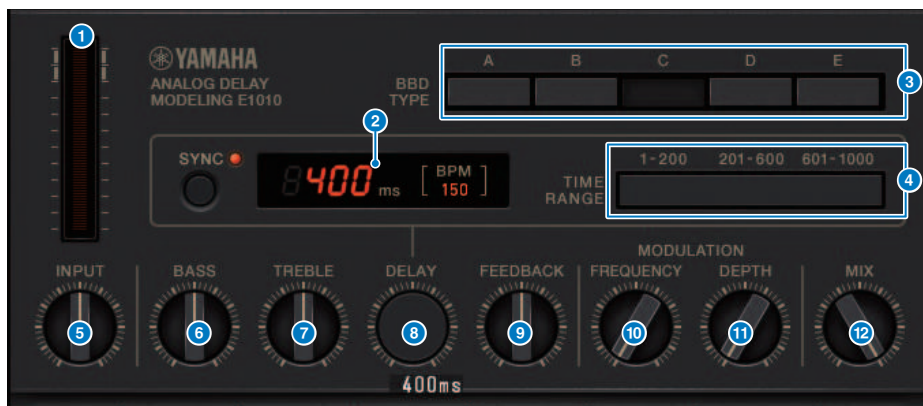 1
YAMAHA
ANALOG DELAY
MODELING E1010
BBD
TYPE
A B C D E
3
2
SYNC
400 ms [ BPM 150 ]
TIME
RANGE
1-200 201-600 601-1000
4
MODULATION
INPUT BASS TREBLE DELAY FEEDBACK FREQUENCY DEPTH MIX
5 6 7 8 9 10 11 12
400ms